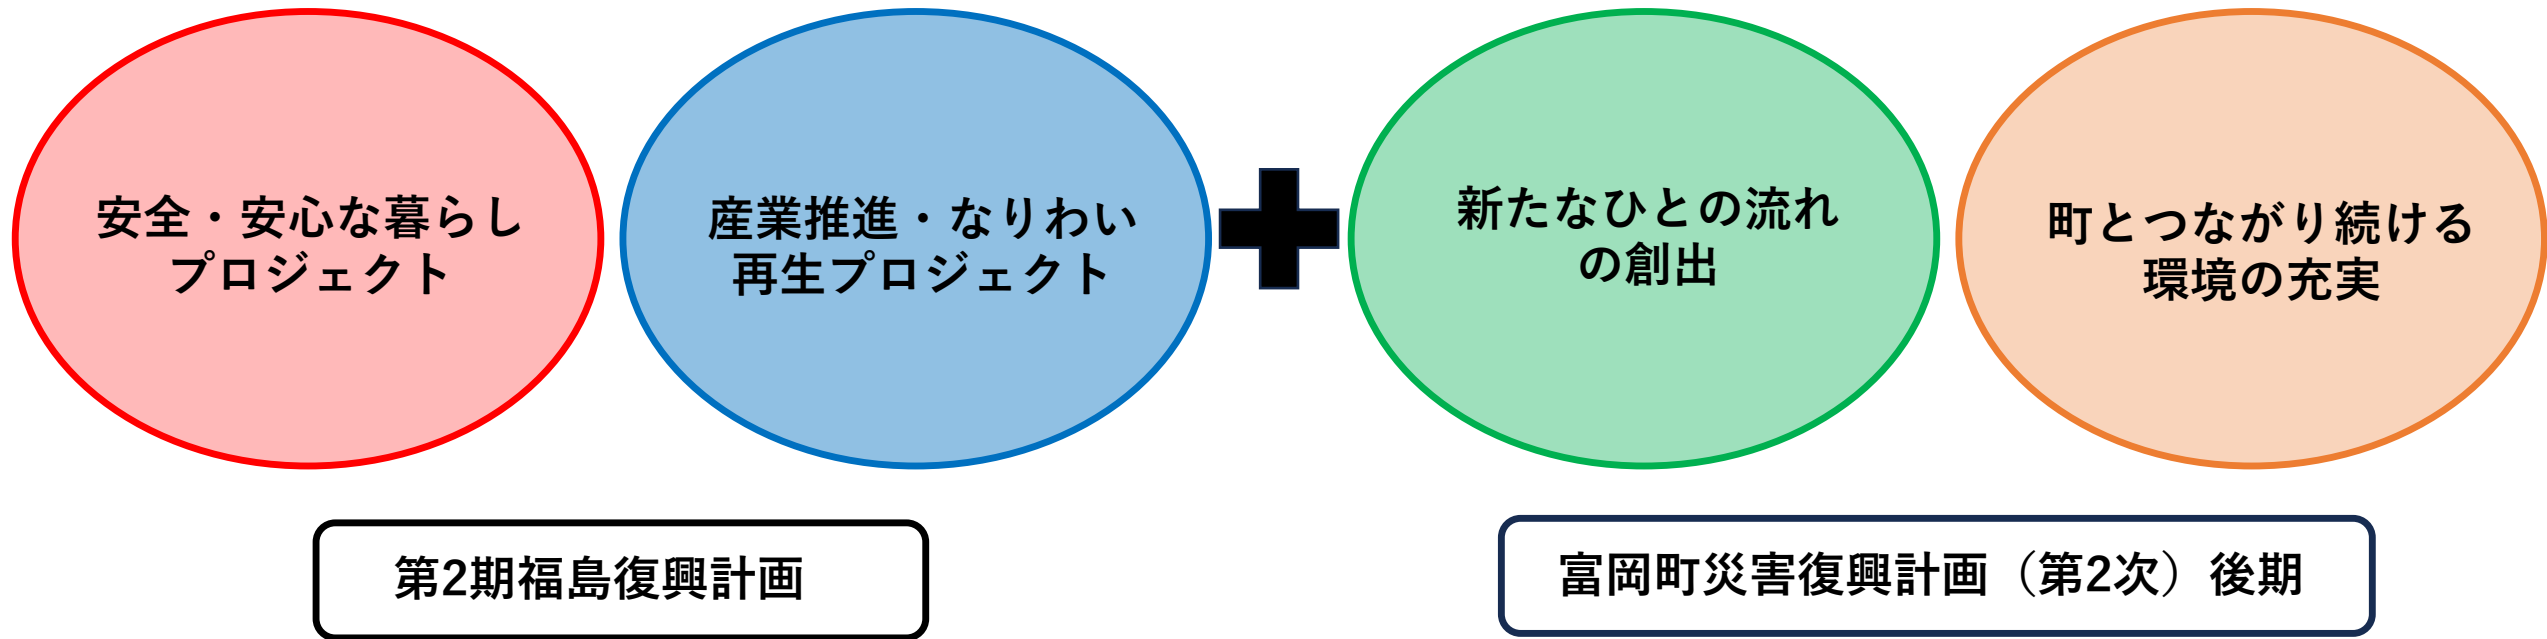 安全・安心な暮らし
プロジェクト
産業推進・なりわい
再生プロジェクト
新たなひとの流れ
の創出
町とつながり続ける
環境の充実
第2期福島復興計画
富岡町災害復興計画（第2次）後期